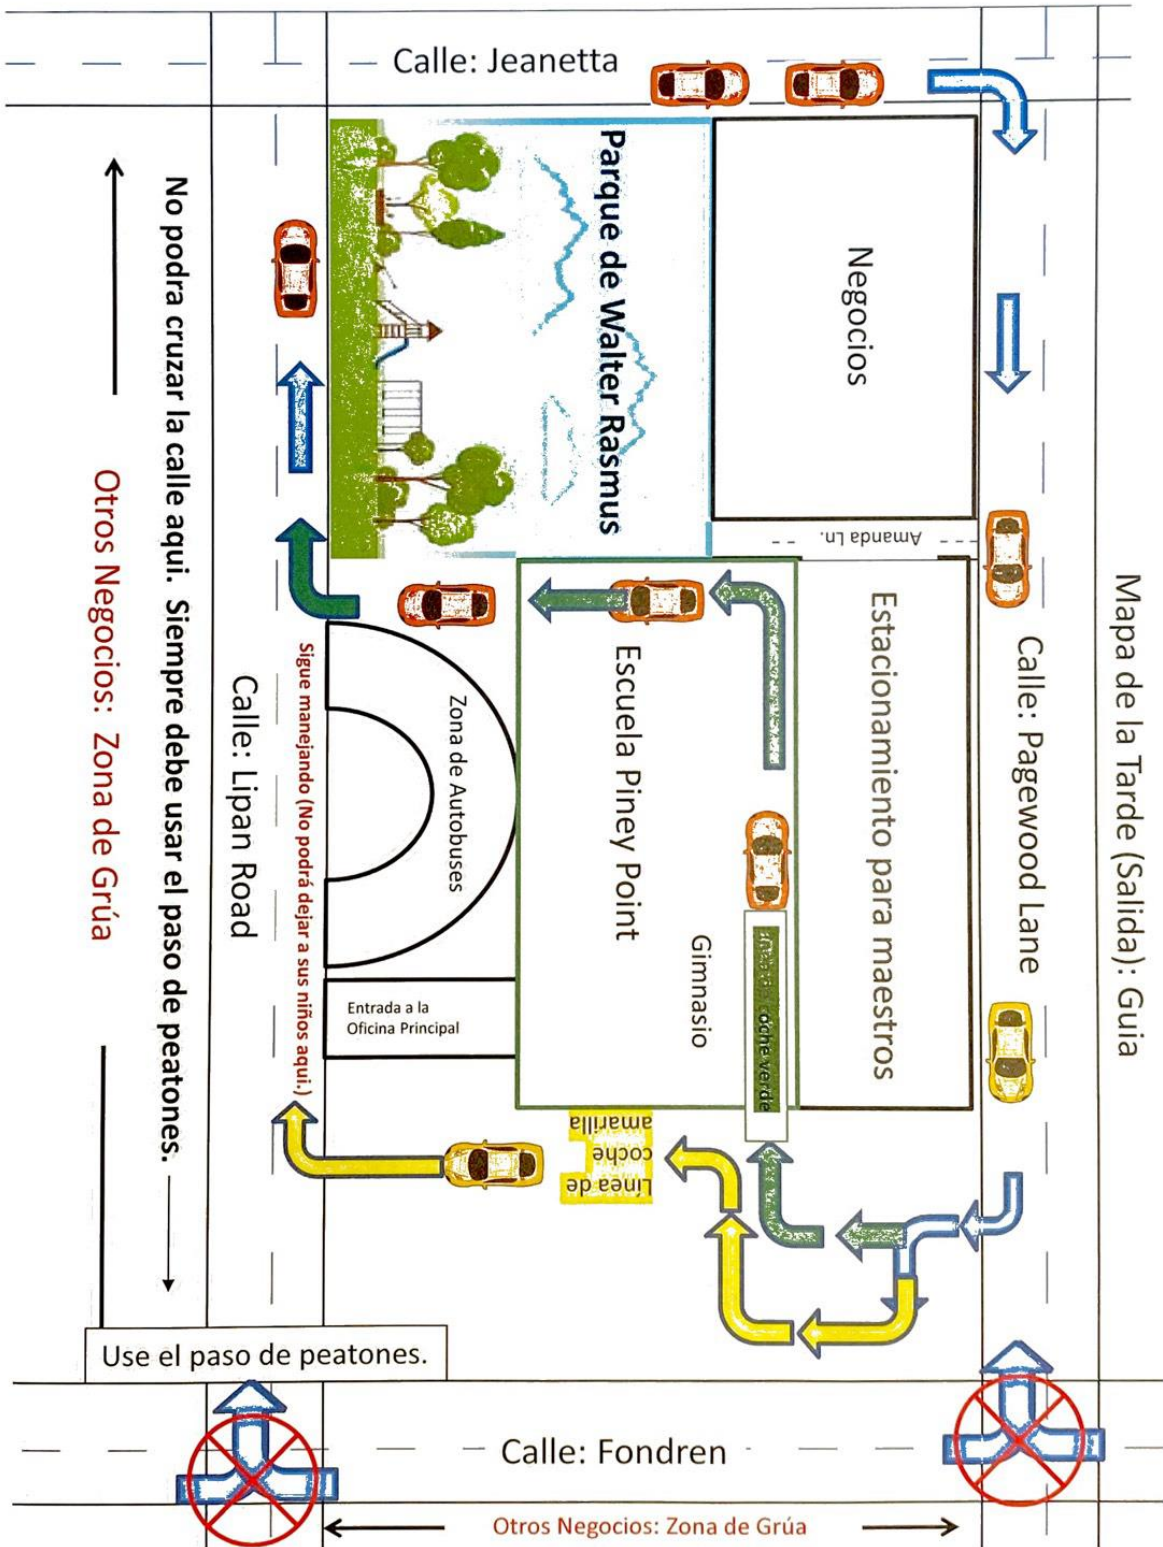 Mapa de la Tarde (Salida): Guia
Calle: Jeanetta
Calle: Pagewood Lane
Negocios
Amanda Ln.
Estacionamiento para maestros
Parque de Walter Rasmus
Escuela Piney Point
Gimnasio
coche verde
Línea de
coche
amarilla
Zona de Autobuses
Entrada a la
Oficina Principal
Sigue manejando (No podrá dejar a sus niños aqui.)
Calle: Lipan Road
No podra cruzar la calle aqui. Siempre debe usar el paso de peatones.
Otros Negocios: Zona de Grúa
Use el paso de peatones.
Calle: Fondren
Otros Negocios: Zona de Grúa